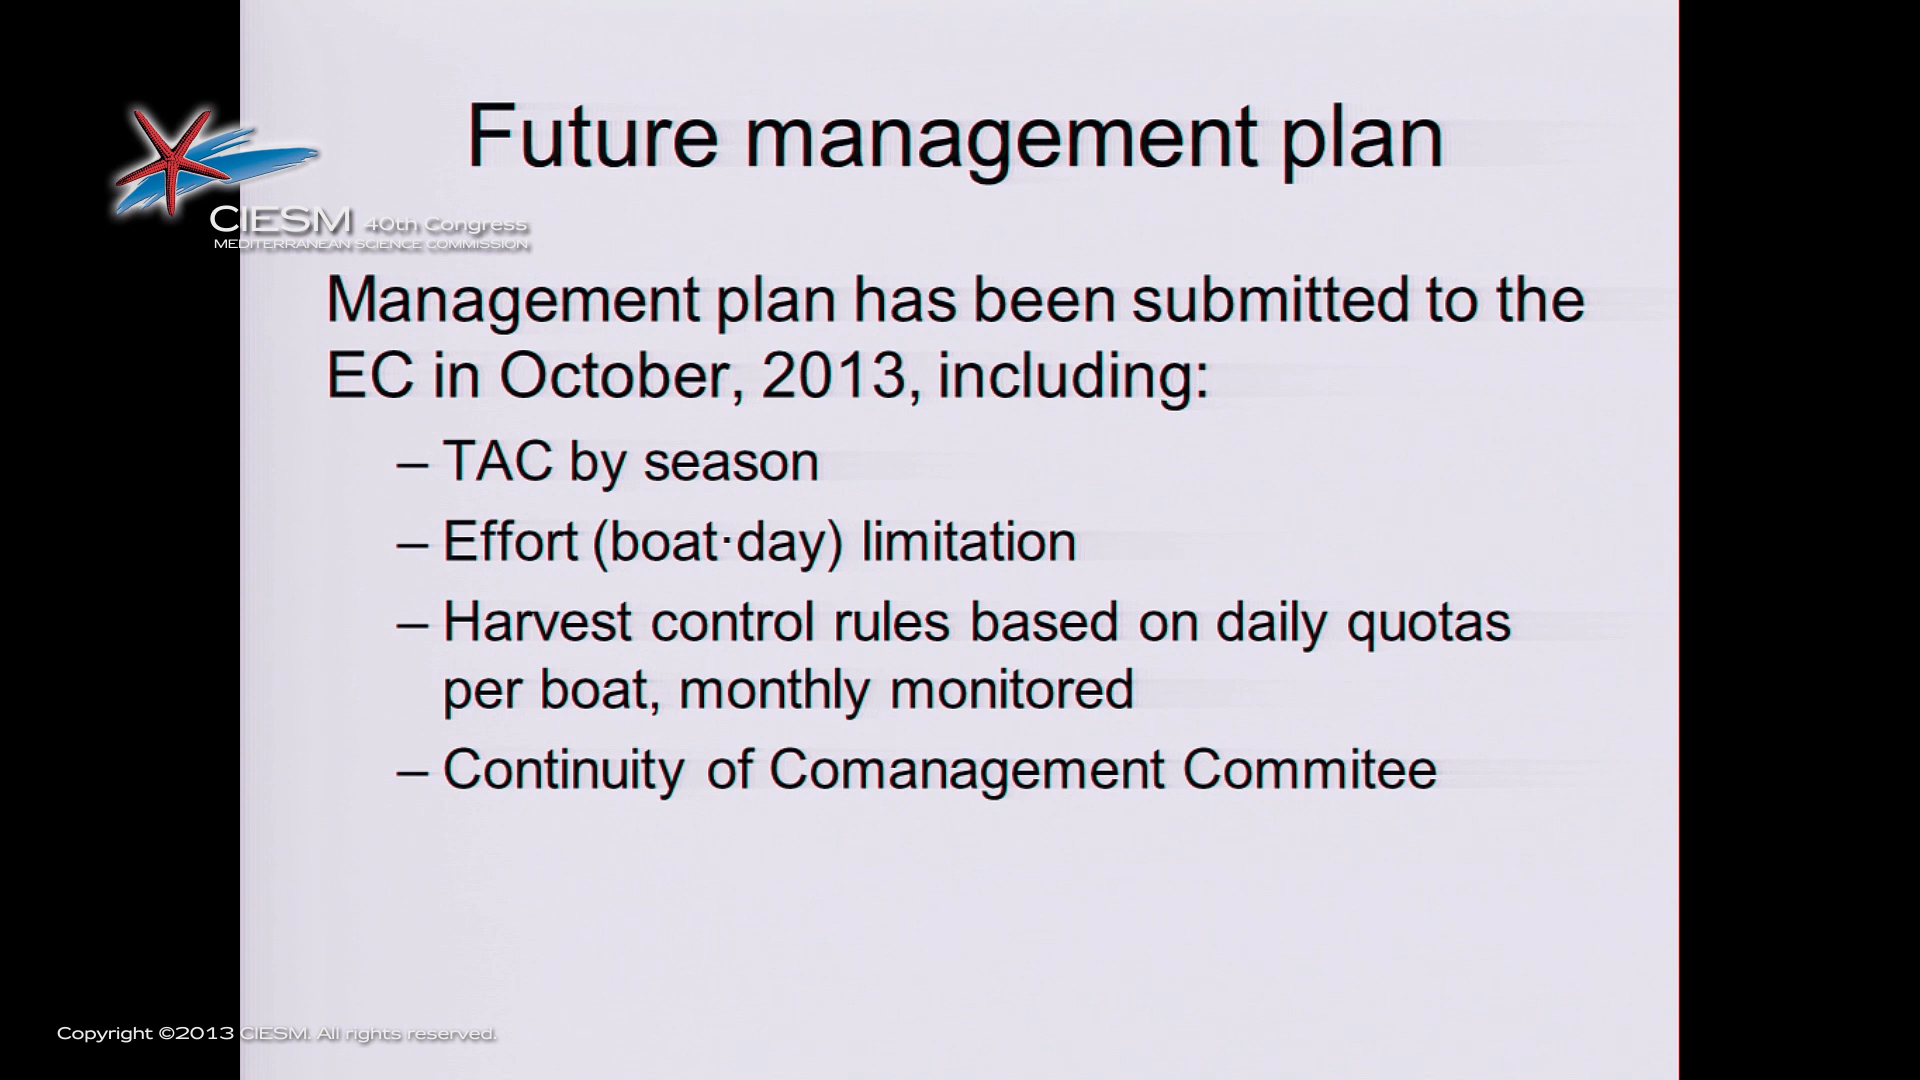 Future management plan
CIESM 40th Congress
MEDITERRANEAN SCIENCE COMMISSION
Management plan has been submitted to the
EC in October, 2013, including:
– TAC by season
– Effort (boat·day) limitation
– Harvest control rules based on daily quotas
per boat, monthly monitored
– Continuity of Comanagement Commitee
Copyright ©2013 CIESM. All rights reserved.